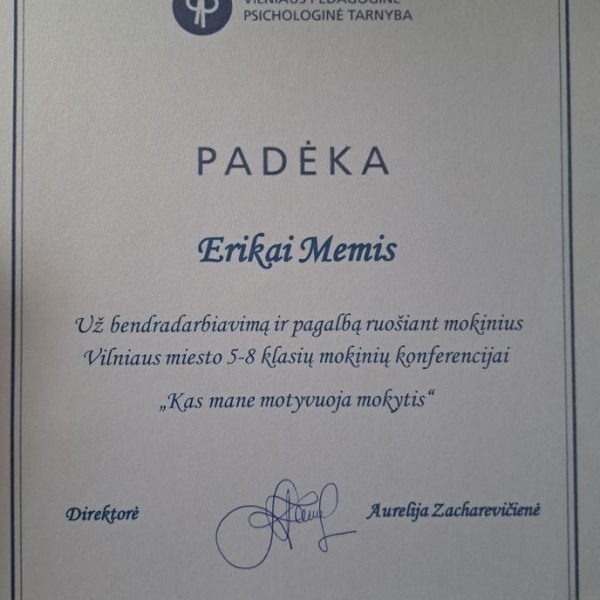 VILNIAUS PEDAGOGINĖ
PSICHOLOGINĖ TARNYBA
PADĖKA
Erikai Memis
Už bendradarbiavimą ir pagalbą ruošiant mokinius
Vilniaus miesto 5-8 klasių mokinių konferencijai
„Kas mane motyvuoja mokytis“
Direktorė
Aurelija Zacharevičienė